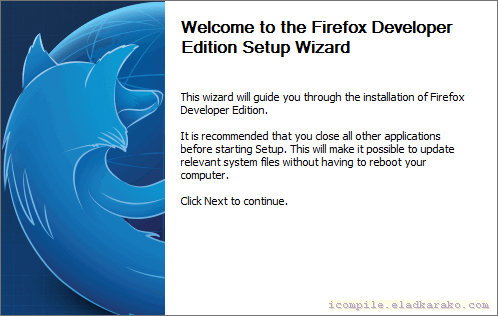 Welcome to the Firefox Developer
Edition Setup Wizard
This wizard will guide you through the installation of Firefox
Developer Edition.
It is recommended that you close all other applications
before starting Setup. This will make it possible to update
relevant system files without having to reboot your
computer.
Click Next to continue.
icompile.eladkarako.com